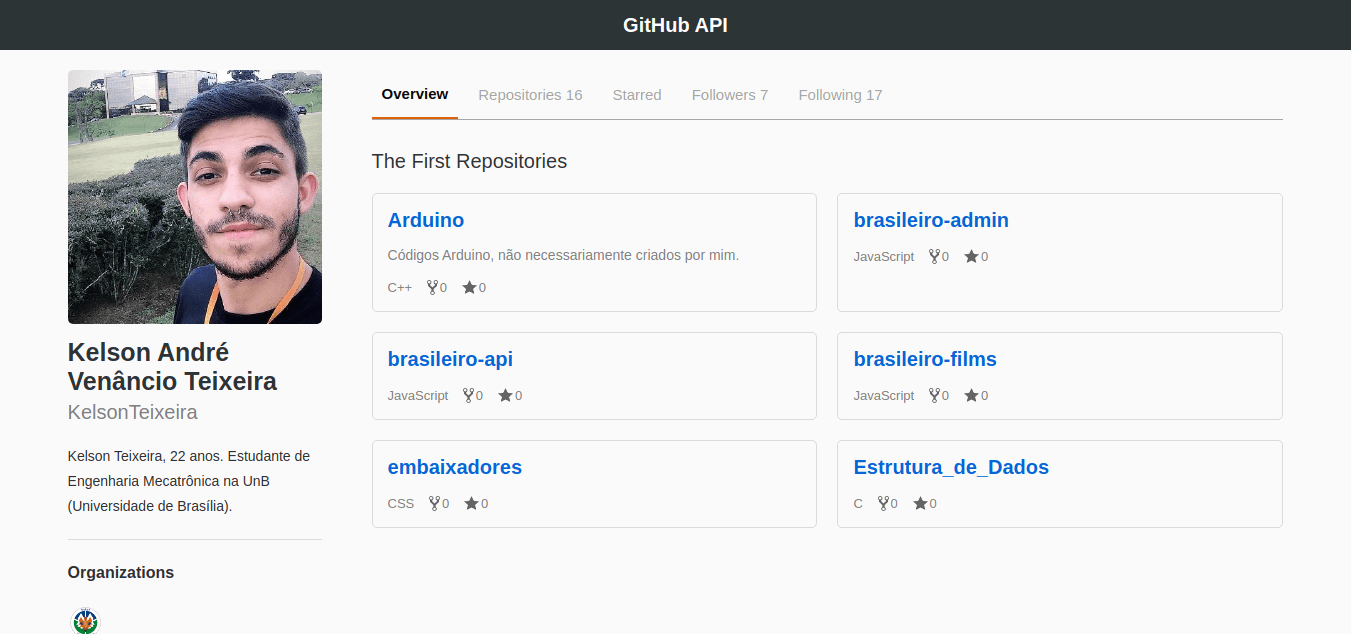 GitHub API
Kelson André
Venâncio Teixeira
KelsonTeixeira
Kelson Teixeira, 22 anos. Estudante de
Engenharia Mecatrônica na UnB
(Universidade de Brasília).
Organizations
Overview Repositories 16 Starred Followers 7 Following 17
The First Repositories
Arduino
Códigos Arduino, não necessariamente criados por mim.
C++ 0 0
brasileiro-admin
JavaScript 0 0
brasileiro-api
JavaScript 0 0
brasileiro-films
JavaScript 0 0
embaixadores
CSS 0 0
Estrutura_de_Dados
C 0 0